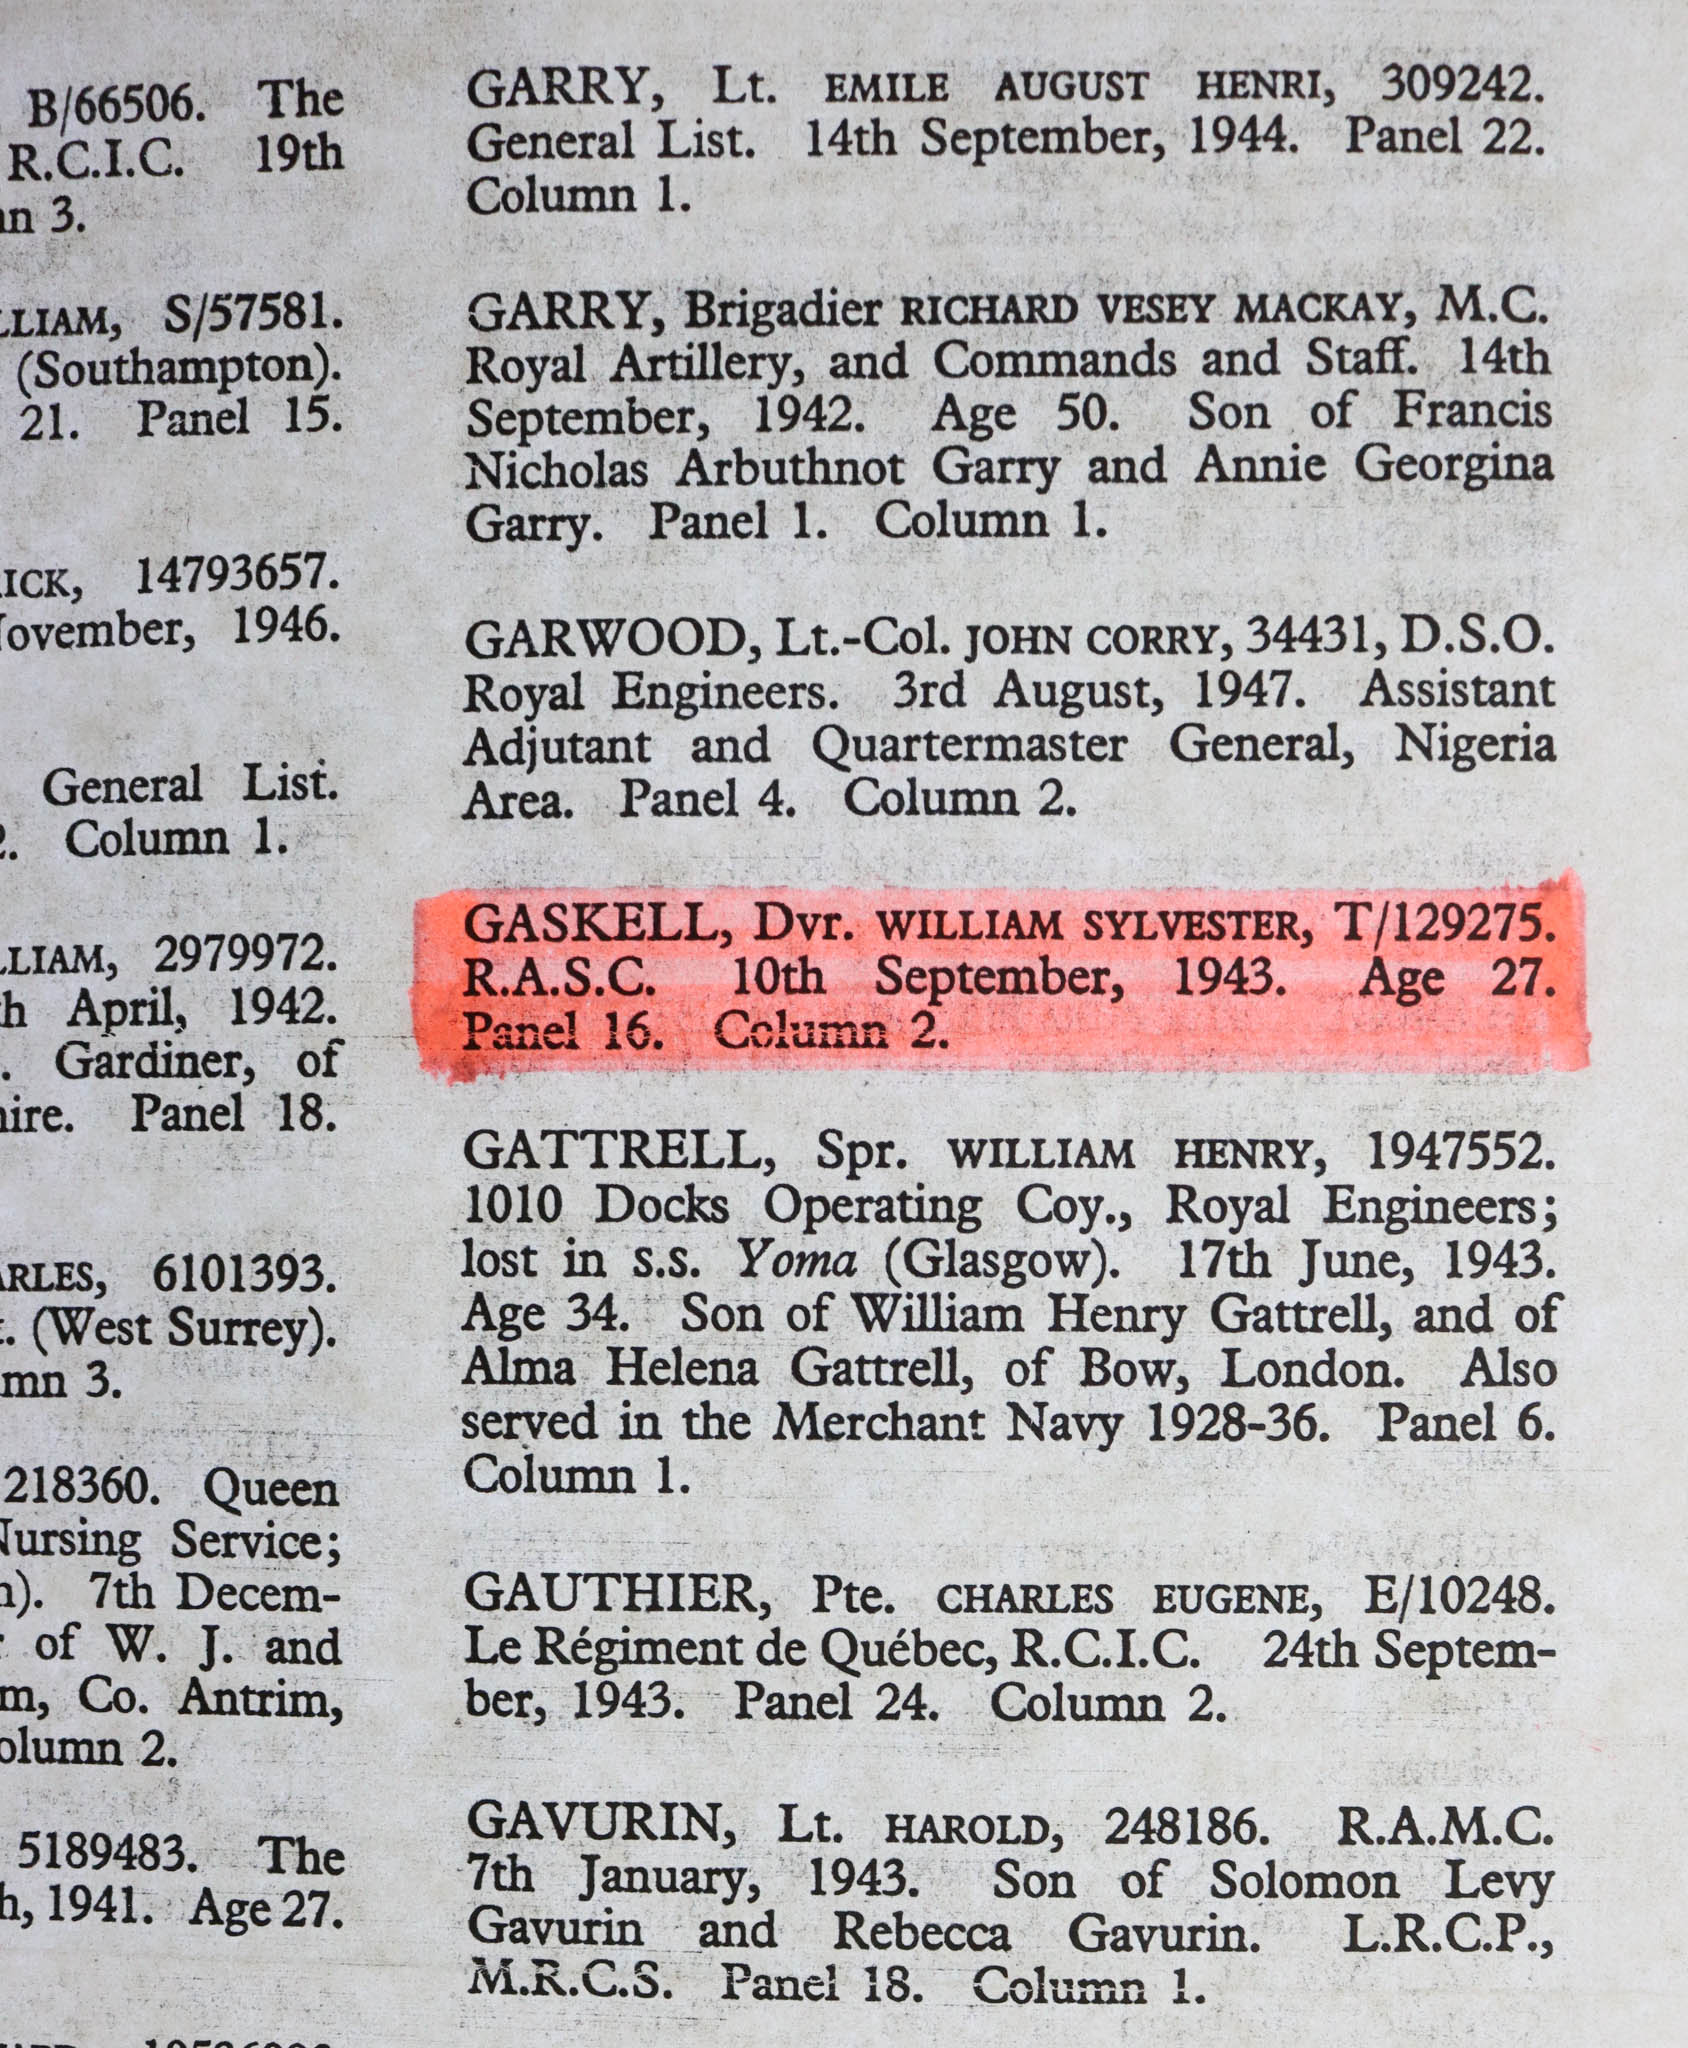 B/66506. The
R.C.I.C. 19th
3.
S/57581.
(Southampton).
21. Panel 15.
14793657.
1946.
General List.
Column 1.
2979972.
April, 1942.
Gardiner, of
Panel 18.
6101393.
(West Surrey).
3.
218360. Queen
Nursing Service;
7th Decem-
of W. J. and
Co. Antrim,
2.
5189483. The
1941. Age 27.
GARRY, Lt. EMILE AUGUST HENRI, 309242.
General List. 14th September, 1944. Panel 22.
Column 1.
GARRY, Brigadier RICHARD VESEY MACKAY, M.C.
Royal Artillery, and Commands and Staff. 14th
September, 1942. Age 50. Son of Francis
Nicholas Arbuthnot Garry and Annie Georgina
Garry. Panel 1. Column 1.
GARWOOD, Lt.-Col. JOHN CORRY, 34431, D.S.O.
Royal Engineers. 3rd August, 1947. Assistant
Adjutant and Quartermaster General, Nigeria
Area. Panel 4. Column 2.
GASKELL, Dvr. WILLIAM SYLVESTER, T/129275.
R.A.S.C. 10th September, 1943. Age 27.
Panel 16. Column 2.
GATTRELL, Spr. WILLIAM HENRY, 1947552.
1010 Docks Operating Coy., Royal Engineers;
lost in s.s. Yoma (Glasgow). 17th June, 1943.
Age 34. Son of William Henry Gattrell, and of
Alma Helena Gattrell, of Bow, London. Also
served in the Merchant Navy 1928-36. Panel 6.
Column 1.
GAUTHIER, Pte. CHARLES EUGENE, E/10248.
Le Régiment de Québec, R.C.I.C. 24th Septem-
ber, 1943. Panel 24. Column 2.
GAVURIN, Lt. HAROLD, 248186. R.A.M.C.
7th January, 1943. Son of Solomon Levy
Gavurin and Rebecca Gavurin. L.R.C.P.,
M.R.C.S. Panel 18. Column 1.